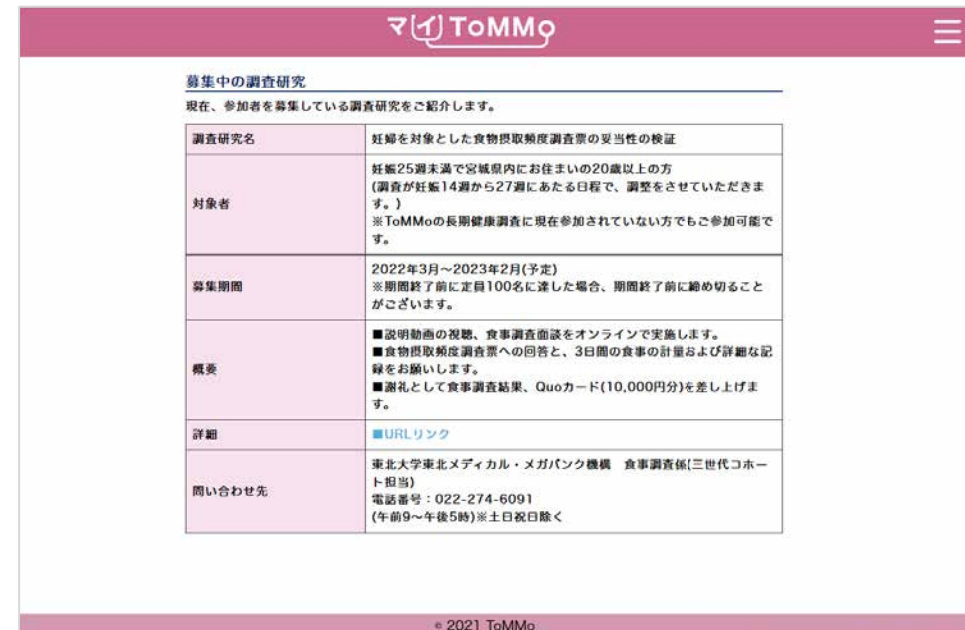 マイ ToMMo
募集中の調査研究
現在、参加者を募集している調査研究をご紹介します。
調査研究名
妊婦を対象とした食物摂取頻度調査票の妥当性の検証
対象者
妊娠25週未満で宮城県内にお住まいの20歳以上の方
(調査が妊娠14週から27週にあたる日程で、調整をさせていただきま
す。)
※ToMMoの長期健康調査に現在参加されていない方でもご参加可能で
す。
募集期間
2022年3月～2023年2月(予定)
※期間終了前に定員100名に達した場合、期間終了前に締め切ること
がございます。
概要
■説明動画の視聴、食事調査面談をオンラインで実施します。
■食物摂取頻度調査票への回答と、3日間の食事の計量および詳細な記
録をお願いします。
■謝礼として食事調査結果、Quoカード(10,000円分)を差し上げま
す。
詳細
■URLリンク
問い合わせ先
東北大学東北メディカル・メガバンク機構　食事調査係(三世代コホー
ト担当)
電話番号：022-274-6091
(午前9～午後5時)※土日祝日除く
© 2021 ToMMo